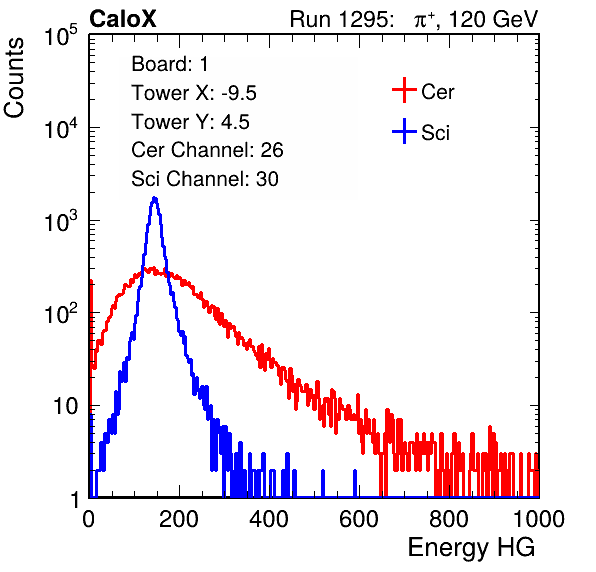 CaloX Run 1295: π⁺, 120 GeV
Counts
10⁵
10⁴
10³
10²
10
1
Board: 1
Tower X: -9.5
Tower Y: 4.5
Cer Channel: 26
Sci Channel: 30
Cer
Sci
0 200 400 600 800 1000
Energy HG